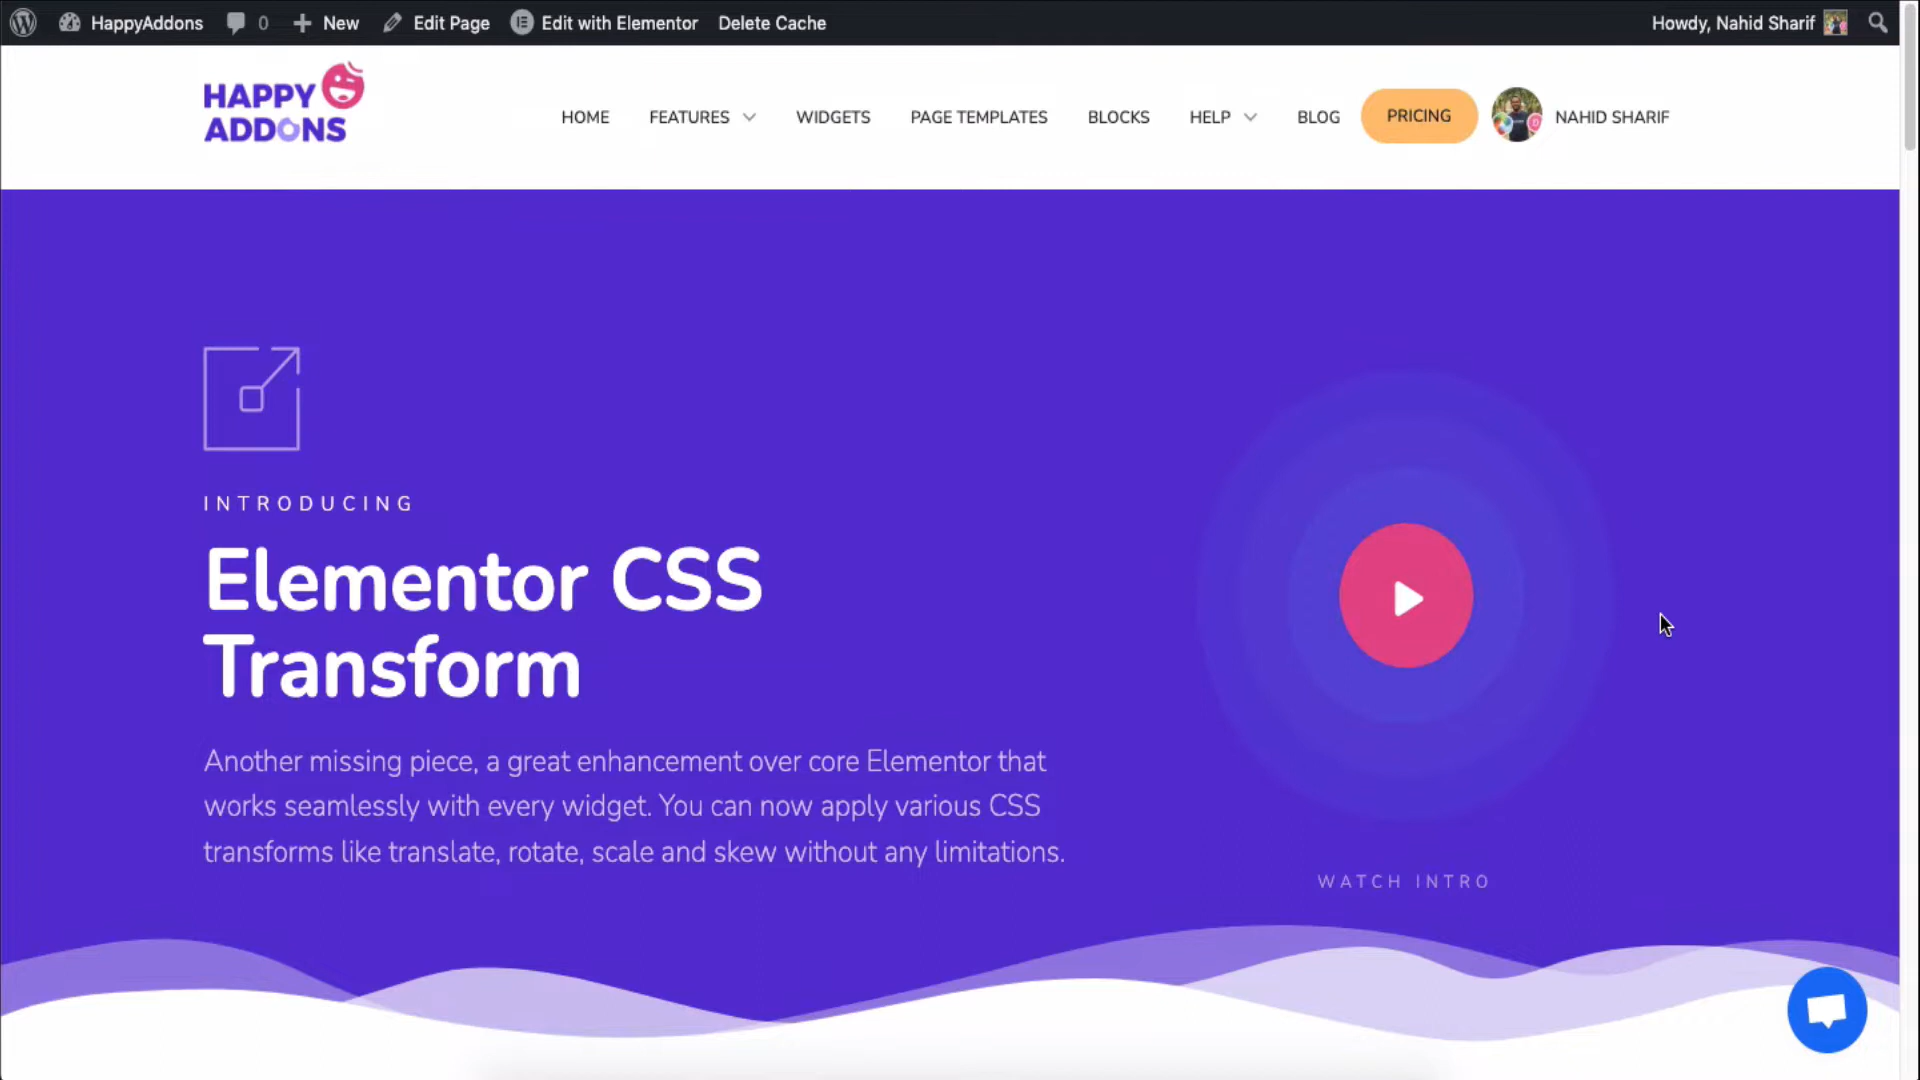 HappyAddons 0 New Edit Page Edit with Elementor Delete Cache Howdy, Nahid Sharif
HAPPY
ADDONS
HOME FEATURES WIDGETS PAGE TEMPLATES BLOCKS HELP BLOG PRICING NAHID SHARIF
INTRODUCING
Elementor CSS
Transform
Another missing piece, a great enhancement over core Elementor that
works seamlessly with every widget. You can now apply various CSS
transforms like translate, rotate, scale and skew without any limitations.
WATCH INTRO